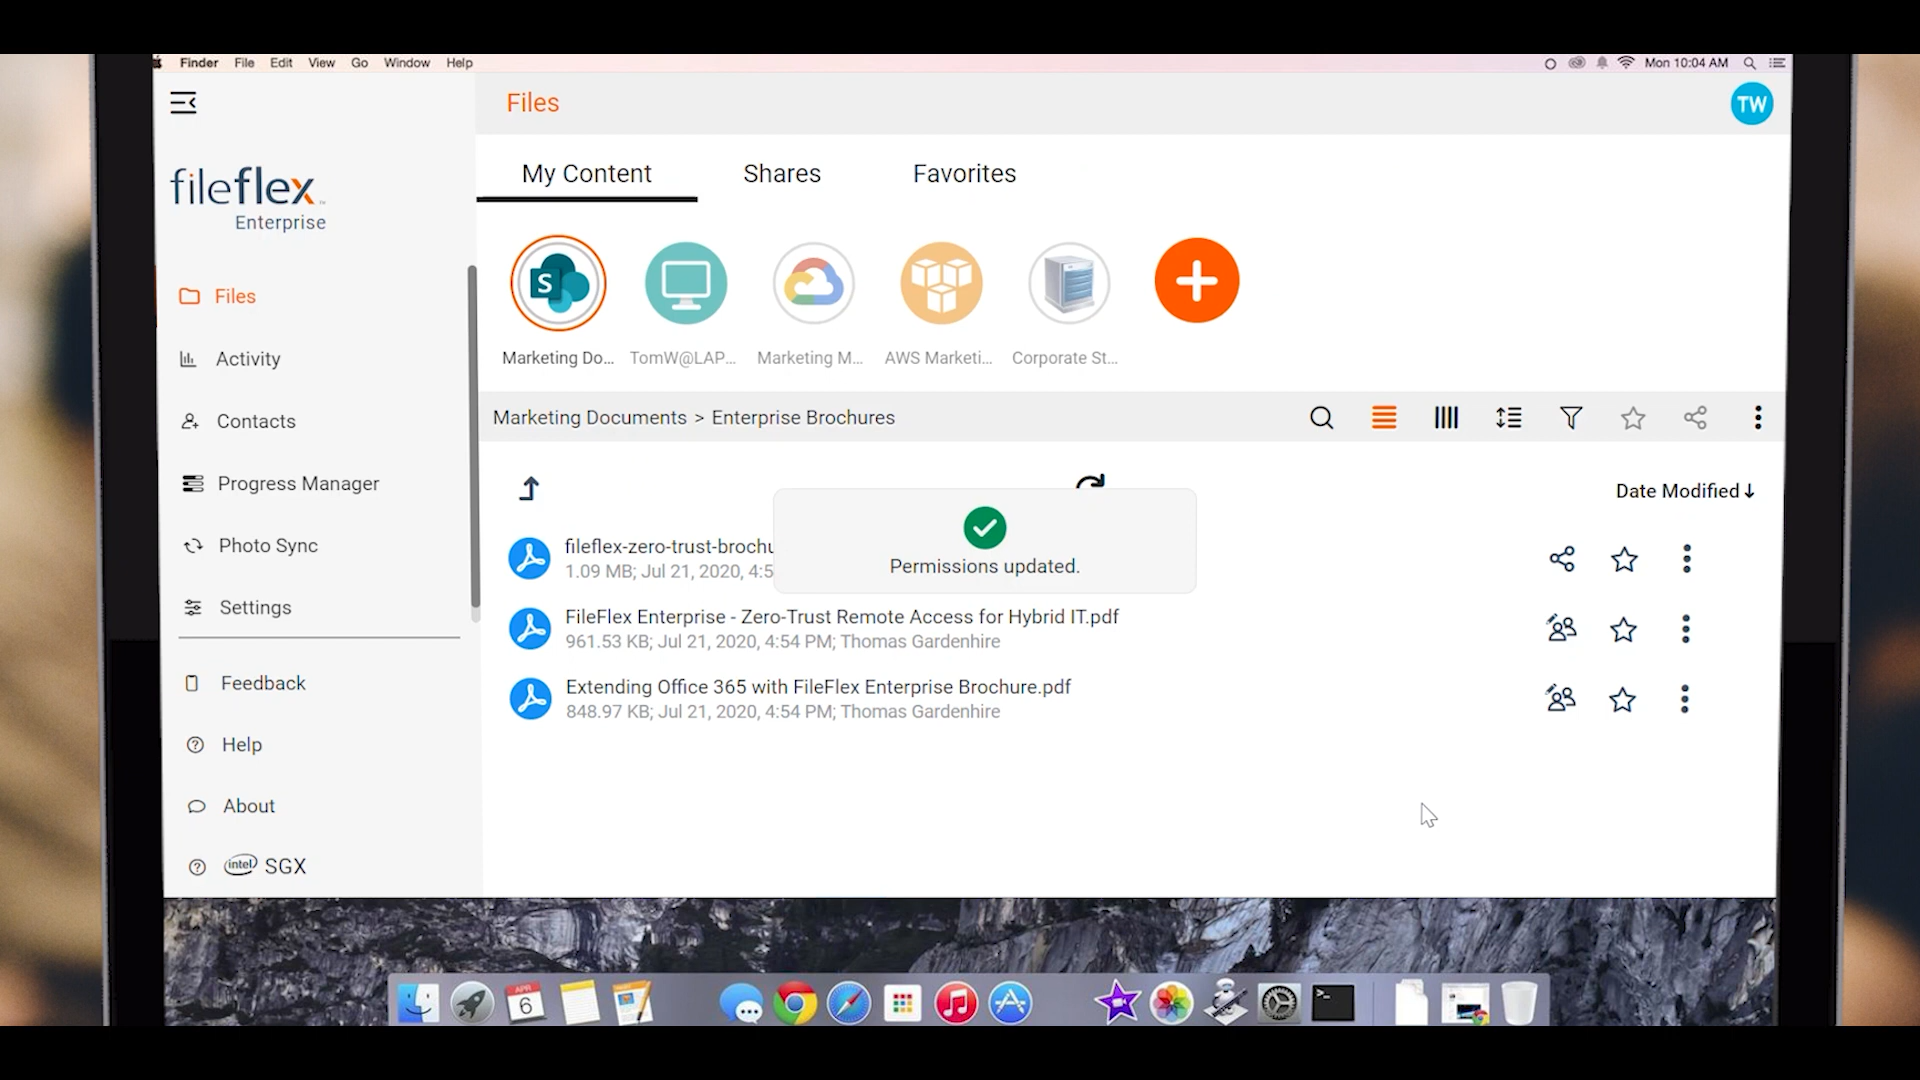 Finder File Edit View Go Window Help
Mon 10:04 AM
Files
TW
fileflex
Enterprise
My Content Shares Favorites
S
Marketing Do... TomW@LAP... Marketing M... AWS Marketi... Corporate St...
Files
Activity
Contacts
Progress Manager
Photo Sync
Settings
Feedback
Help
About
intel SGX
Marketing Documents > Enterprise Brochures
Date Modified
Permissions updated.
fileflex-zero-trust-brochu
1.09 MB; Jul 21, 2020, 4:5
FileFlex Enterprise - Zero-Trust Remote Access for Hybrid IT.pdf
961.53 KB; Jul 21, 2020, 4:54 PM; Thomas Gardenhire
Extending Office 365 with FileFlex Enterprise Brochure.pdf
848.97 KB; Jul 21, 2020, 4:54 PM; Thomas Gardenhire
APR
6